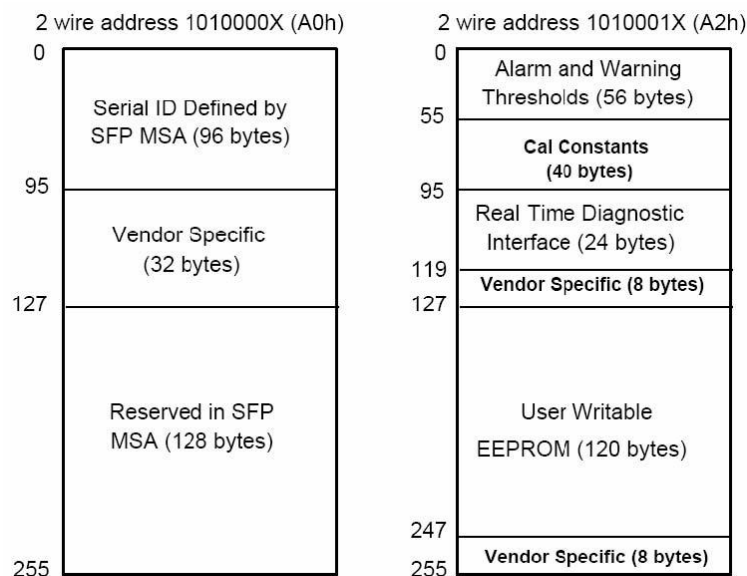 2 wire address 1010000X (A0h)
0
Serial ID Defined by
SFP MSA (96 bytes)
95
Vendor Specific
(32 bytes)
127
Reserved in SFP
MSA (128 bytes)
255
2 wire address 1010001X (A2h)
0
Alarm and Warning
Thresholds (56 bytes)
55
Cal Constants
(40 bytes)
95
Real Time Diagnostic
Interface (24 bytes)
119
Vendor Specific (8 bytes)
127
User Writable
EEPROM (120 bytes)
247
Vendor Specific (8 bytes)
255